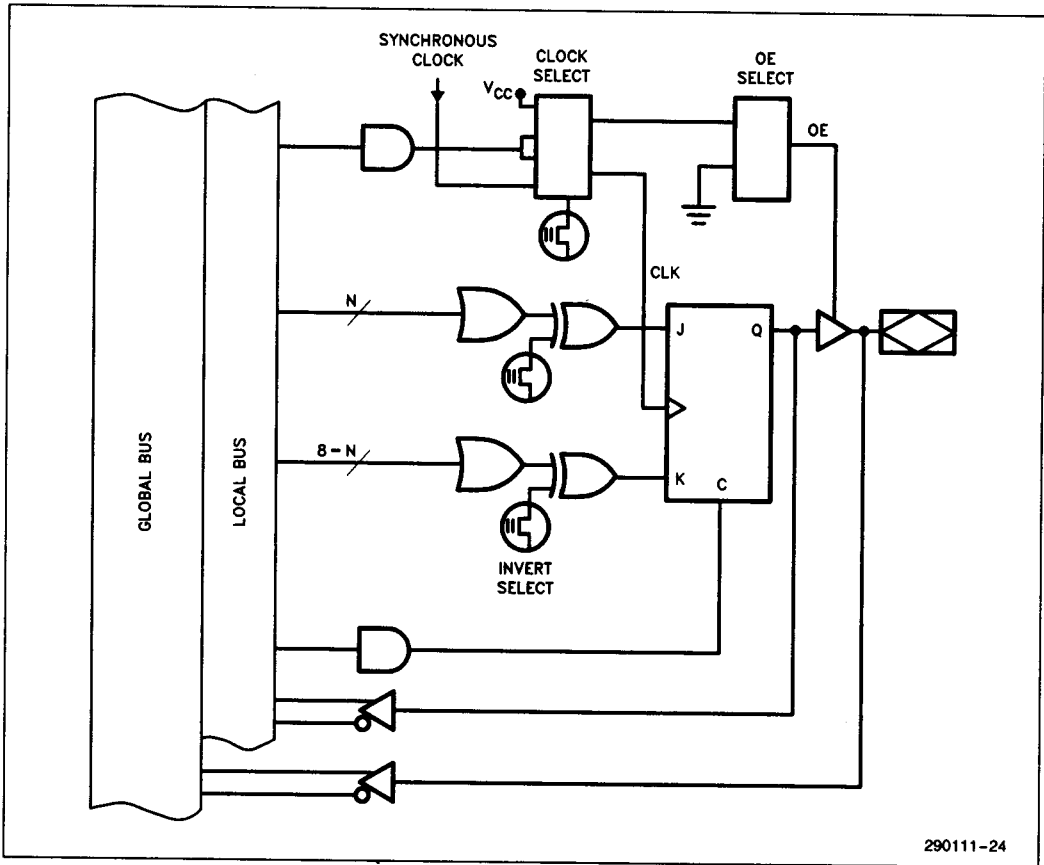 SYNCHRONOUS
CLOCK
CLOCK
SELECT
OE
SELECT
VCC
OE
CLK
N
J
Q
8-N
K
C
INVERT
SELECT
GLOBAL BUS
LOCAL BUS
290111-24